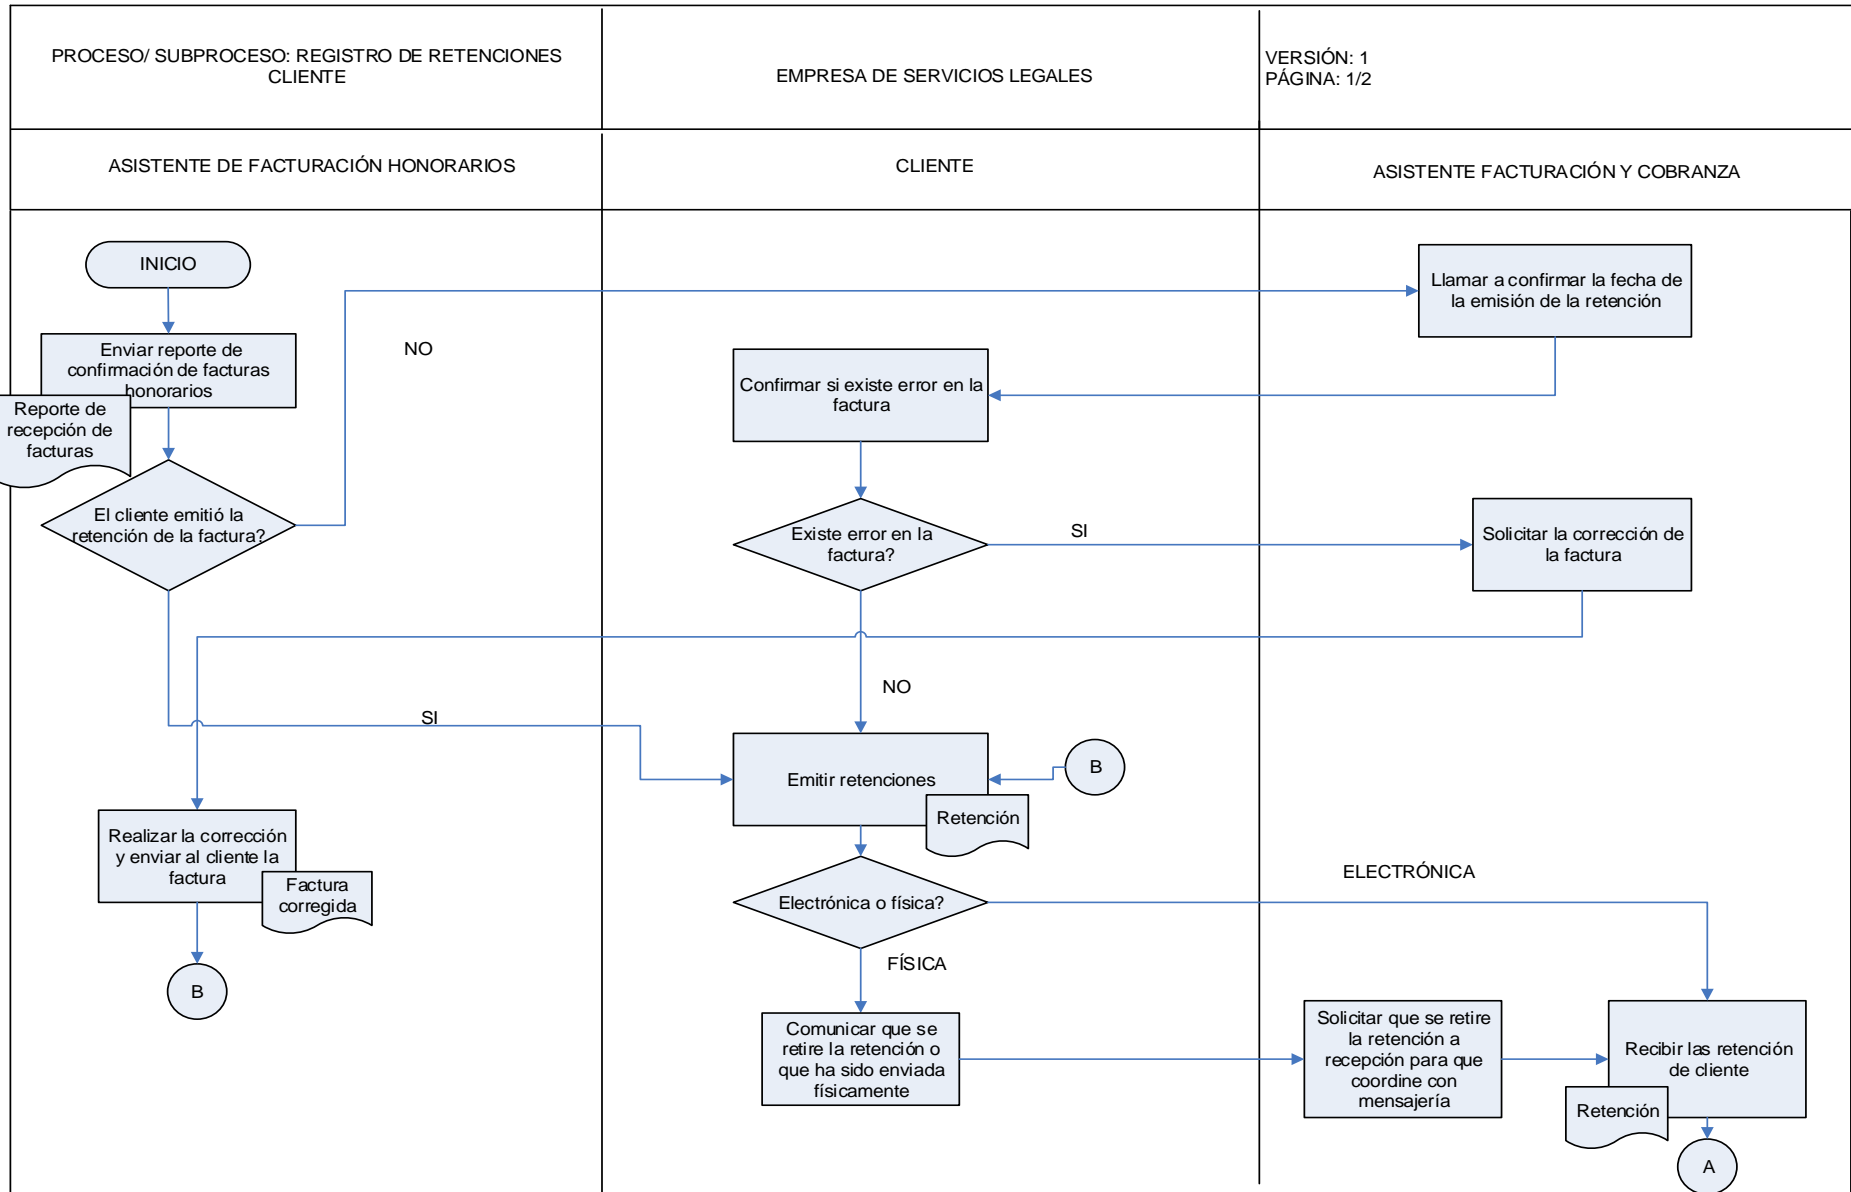 PROCESO/ SUBPROCESO: REGISTRO DE RETENCIONES
CLIENTE
EMPRESA DE SERVICIOS LEGALES
VERSIÓN: 1
PÁGINA: 1/2
ASISTENTE DE FACTURACIÓN HONORARIOS
CLIENTE
ASISTENTE FACTURACIÓN Y COBRANZA
INICIO
Llamar a confirmar la fecha de
la emisión de la retención
Enviar reporte de
confirmación de facturas
honorarios
NO
Confirmar si existe error en la
factura
Reporte de
recepción de
facturas
El cliente emitió la
retención de la factura?
Existe error en la
factura?
SI
Solicitar la corrección de
la factura
NO
SI
Emitir retenciones
B
Retención
Realizar la corrección
y enviar al cliente la
factura
Factura
corregida
Electrónica o física?
ELECTRÓNICA
FÍSICA
B
Comunicar que se
retire la retención o
que ha sido enviada
físicamente
Solicitar que se retire
la retención a
recepción para que
coordine con
mensajería
Recibir las retención
de cliente
Retención
A